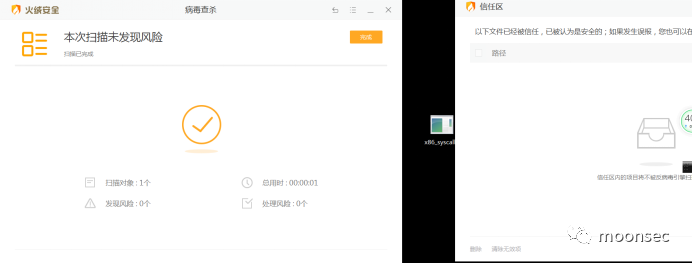 火绒安全
病毒查杀
本次扫描未发现风险
扫描已完成
完成
扫描对象 : 1个
总用时 : 00:00:01
发现风险 : 0个
处理风险 : 0个
x86_syscall
信任区
以下文件已经被信任，已被认为是安全的；如果发生误报，您也可以在
路径
40
信任区内的项目将不被反病毒引擎扫
删除 清除无效项
moonsec